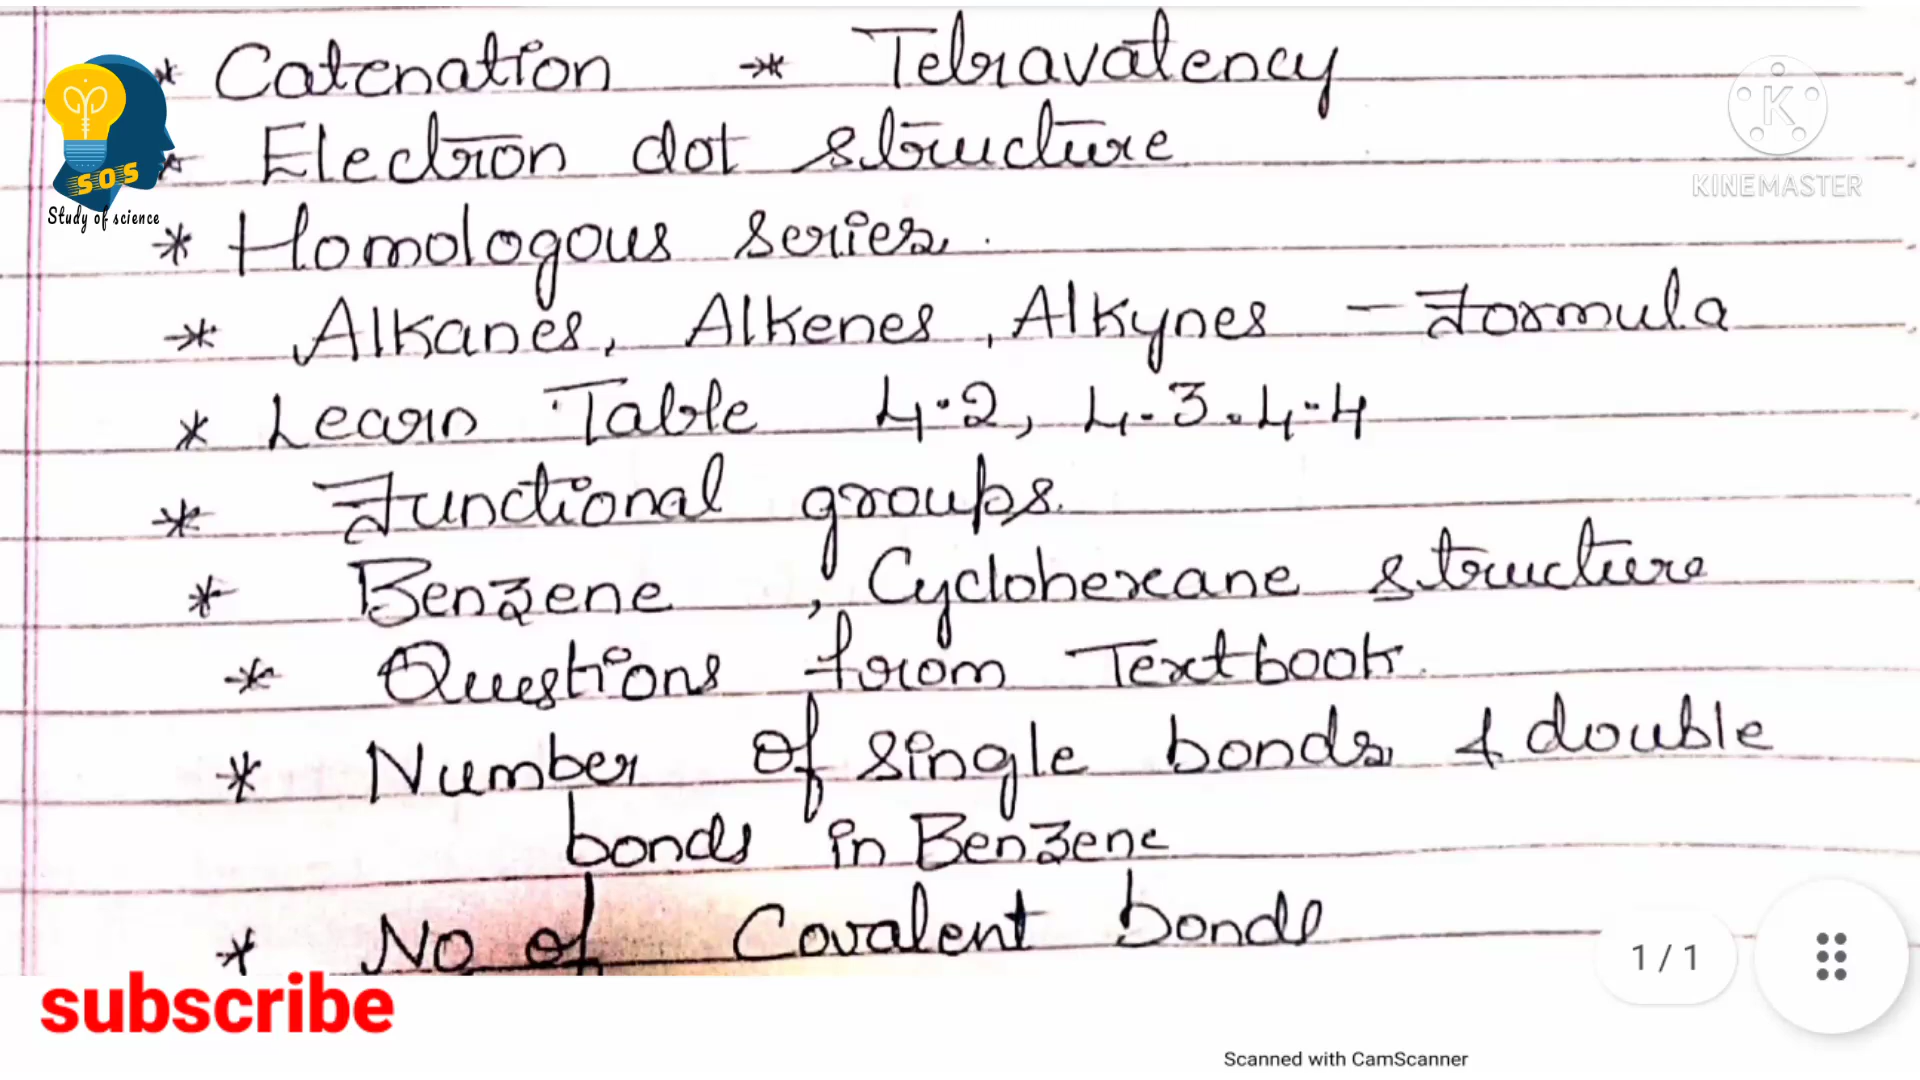 * Catenation -* Tetravalency
* Electron dot structure
* Homologous series.
-* Alkanes, Alkenes, Alkynes - Formula
* Learn Table 4.2, 4.3.4.4
* Functional groups.
* Benzene , Cyclohexane structure
* Questions from Textbook.
* Number of single bonds & double
bonds in Benzene
* No of Covalent bonds
SOS
Study of science
KINEMASTER
1 / 1
subscribe
Scanned with CamScanner